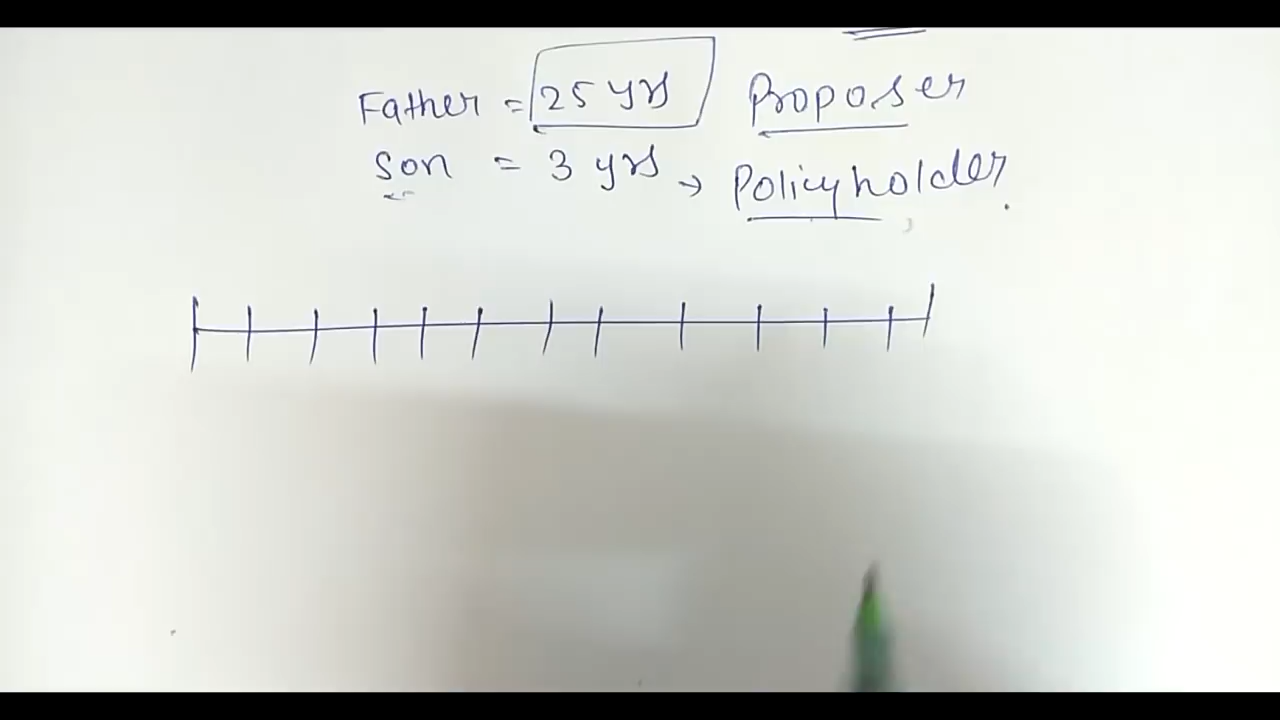 Father = 25 yrs Proposer
son = 3 yrs → Policyholder.